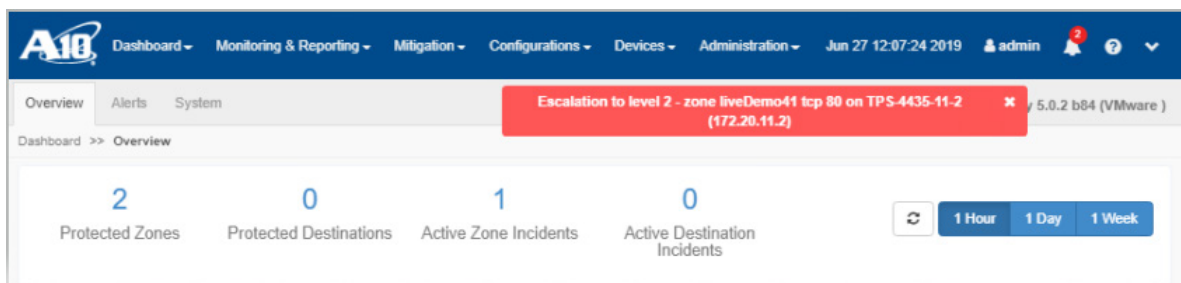 A10
Dashboard Monitoring & Reporting Mitigation Configurations Devices Administration Jun 27 12:07:24 2019 admin 2
Overview Alerts System
Escalation to level 2 - zone liveDemo41 tcp 80 on TPS-4435-11-2
(172.20.11.2)
5.0.2 b84 (VMware )
Dashboard >> Overview
2 0 1 0
Protected Zones Protected Destinations Active Zone Incidents Active Destination
Incidents
1 Hour 1 Day 1 Week